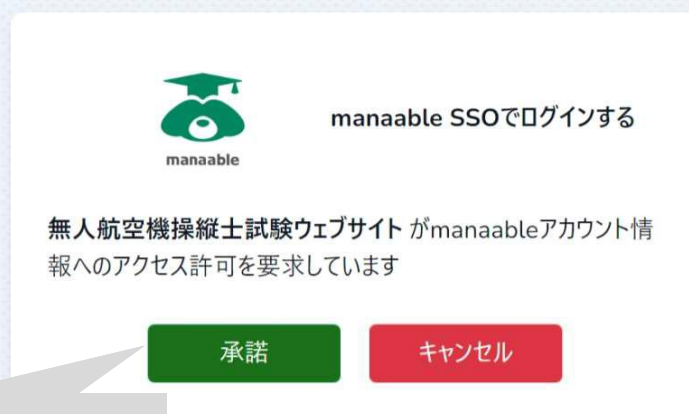 manaable
manaable SSOでログインする
無人航空機操縦士試験ウェブサイト がmanaableアカウント情
報へのアクセス許可を要求しています
承諾
キャンセル